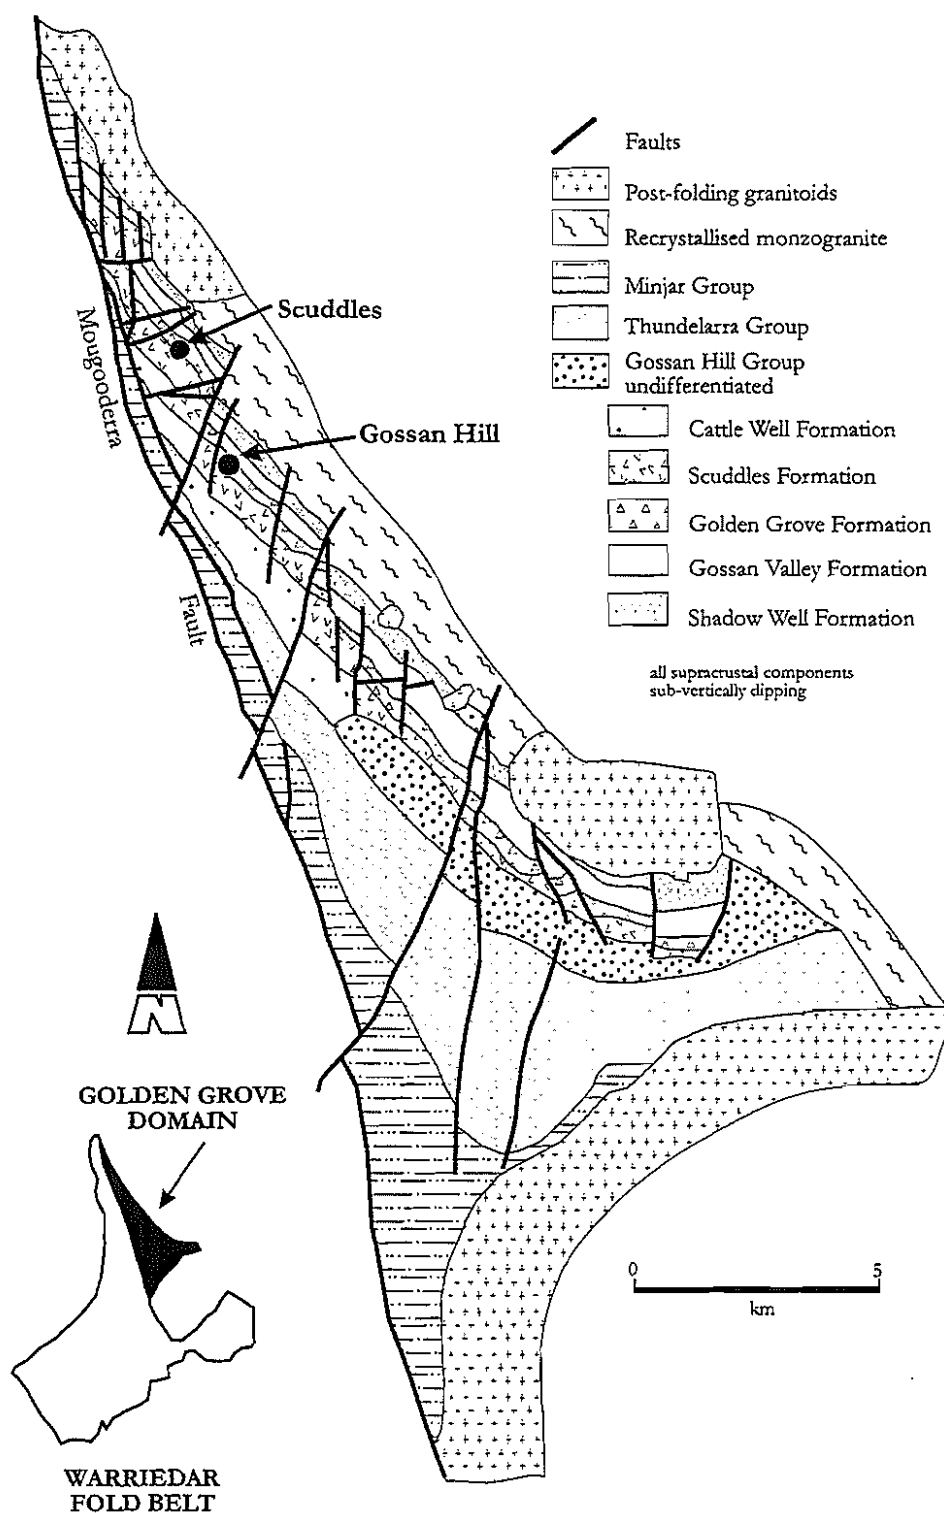 Faults
Post-folding granitoids
Recrystallised monzogranite
Minjar Group
Thundelarra Group
Gossan Hill Group
undifferentiated
Cattle Well Formation
Scuddles Formation
Golden Grove Formation
Gossan Valley Formation
Shadow Well Formation
all supracrustal components
sub-vertically dipping
Scuddles
Gossan Hill
Mougooderra
Fault
N
GOLDEN GROVE
DOMAIN
WARRIEDAR
FOLD BELT
0 5
km